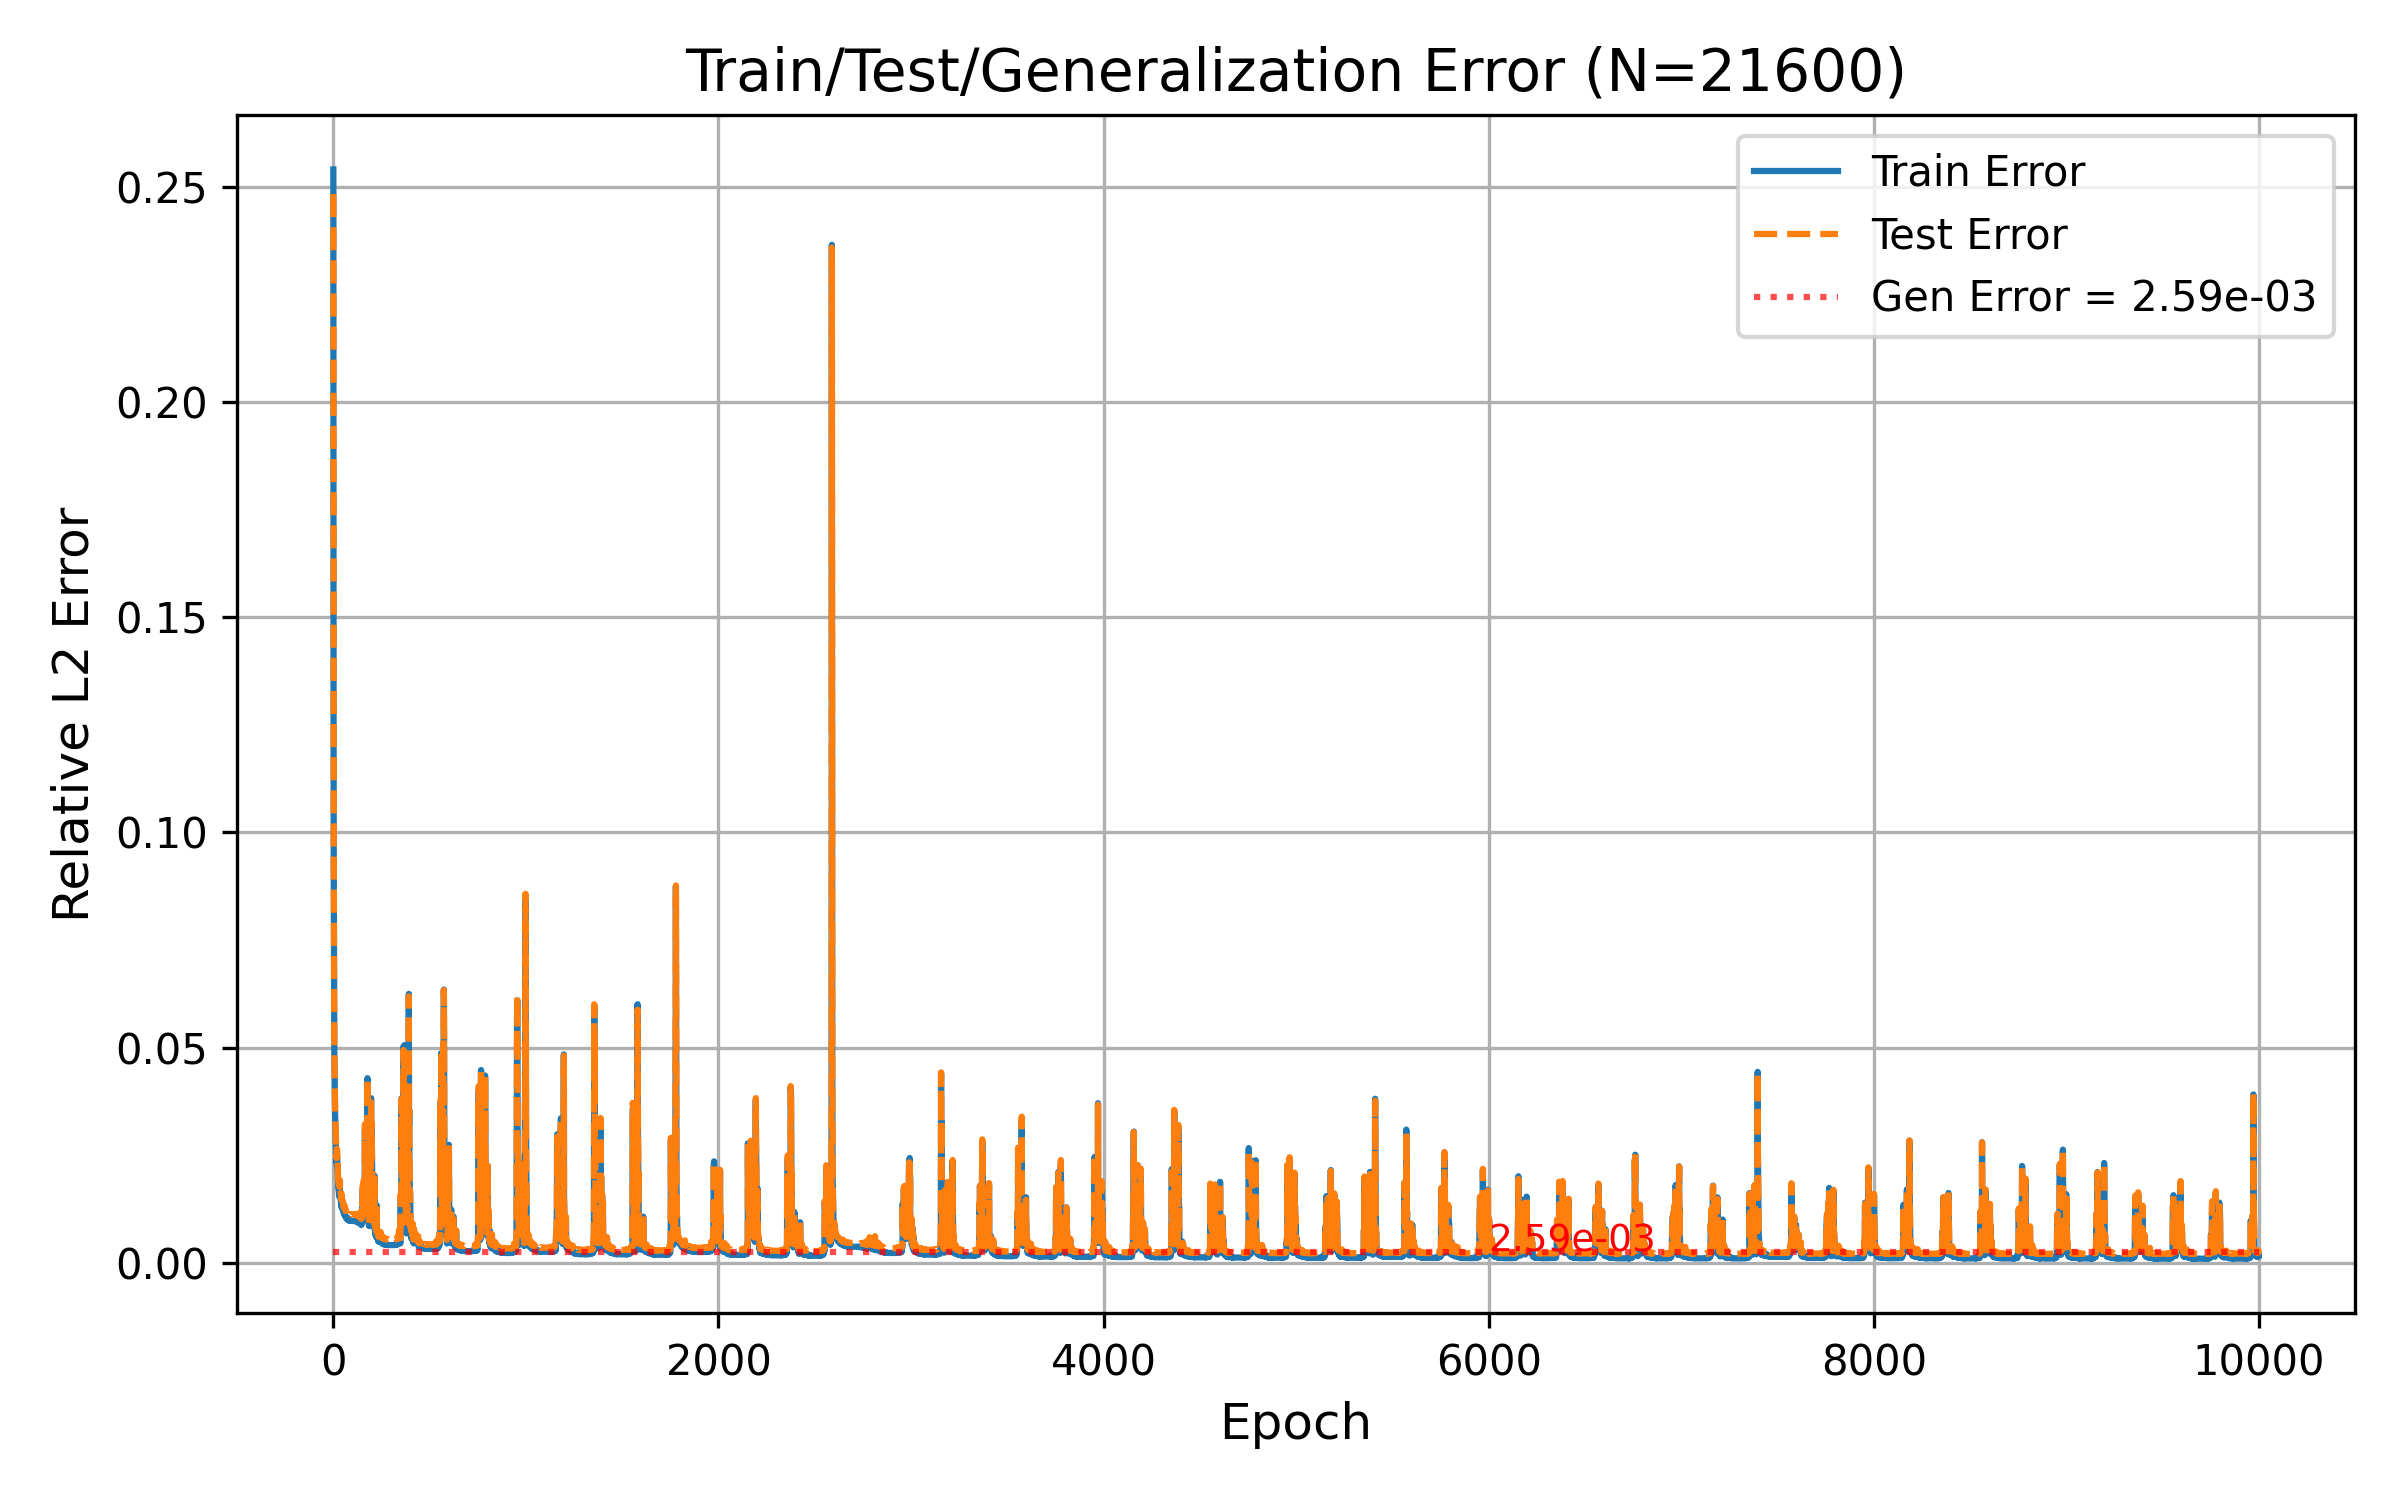 Train/Test/Generalization Error (N=21600)
Train Error
Test Error
Gen Error = 2.59e-03
Relative L2 Error
0.25
0.20
0.15
0.10
0.05
0.00
2.59e-03
0 2000 4000 6000 8000 10000
Epoch